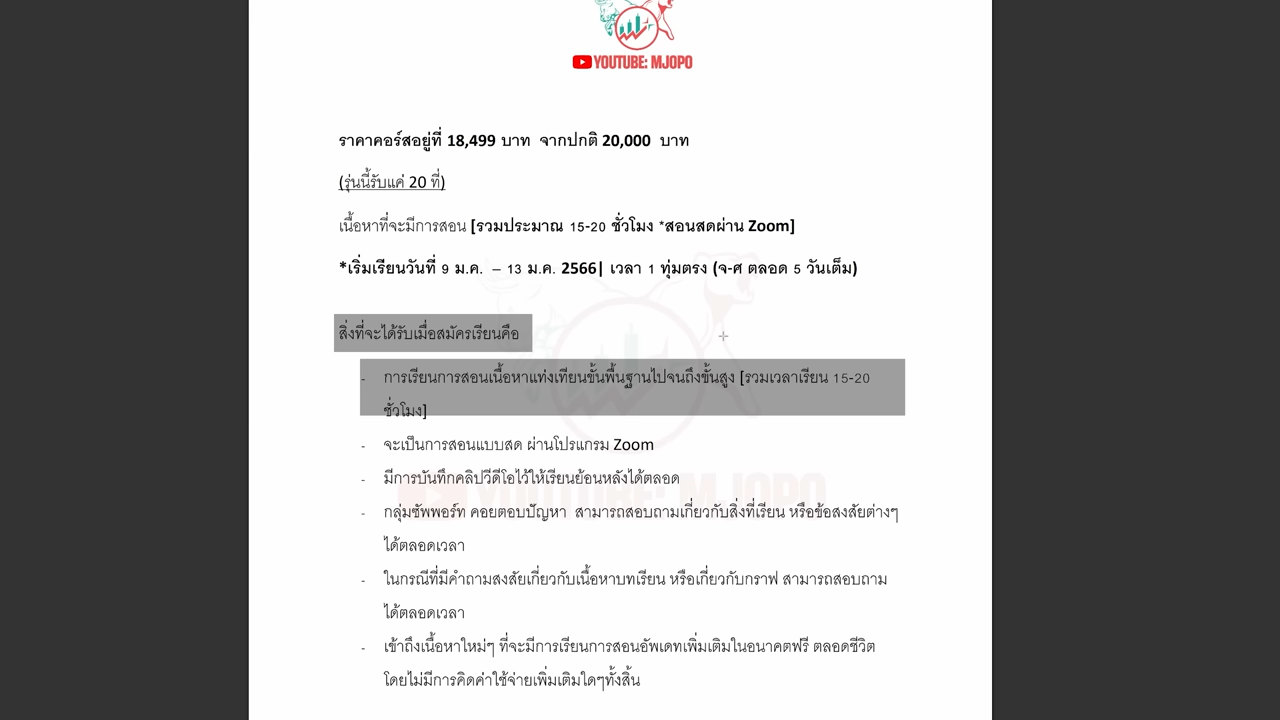 YOUTUBE: MJOPO
ราคาคอร์สอยู่ที่ 18,499 บาท จากปกติ 20,000 บาท
(รุ่นนี้รับแค่ 20 ที่)
เนื้อหาที่จะมีการสอน [รวมประมาณ 15-20 ชั่วโมง *สอนสดผ่าน Zoom]
*เริ่มเรียนวันที่ 9 ม.ค. – 13 ม.ค. 2566| เวลา 1 ทุ่มตรง (จ-ศ ตลอด 5 วันเต็ม)
สิ่งที่จะได้รับเมื่อสมัครเรียนคือ
- การเรียนการสอนเนื้อหาแท่งเทียนขั้นพื้นฐานไปจนถึงขั้นสูง [รวมเวลาเรียน 15-20
ชั่วโมง]
- จะเป็นการสอนแบบสด ผ่านโปรแกรม Zoom
- มีการบันทึกคลิปวีดีโอไว้ให้เรียนย้อนหลังได้ตลอด
YOUTUBE: MJOPO
- กลุ่มซัพพอร์ท คอยตอบปัญหา สามารถสอบถามเกี่ยวกับสิ่งที่เรียน หรือข้อสงสัยต่างๆ
ได้ตลอดเวลา
- ในกรณีที่มีคำถามสงสัยเกี่ยวกับเนื้อหาบทเรียน หรือเกี่ยวกับกราฟ สามารถสอบถาม
ได้ตลอดเวลา
- เข้าถึงเนื้อหาใหม่ๆ ที่จะมีการเรียนการสอนอัพเดทเพิ่มเติมในอนาคตฟรี ตลอดชีวิต
โดยไม่มีการคิดค่าใช้จ่ายเพิ่มเติมใดๆทั้งสิ้น